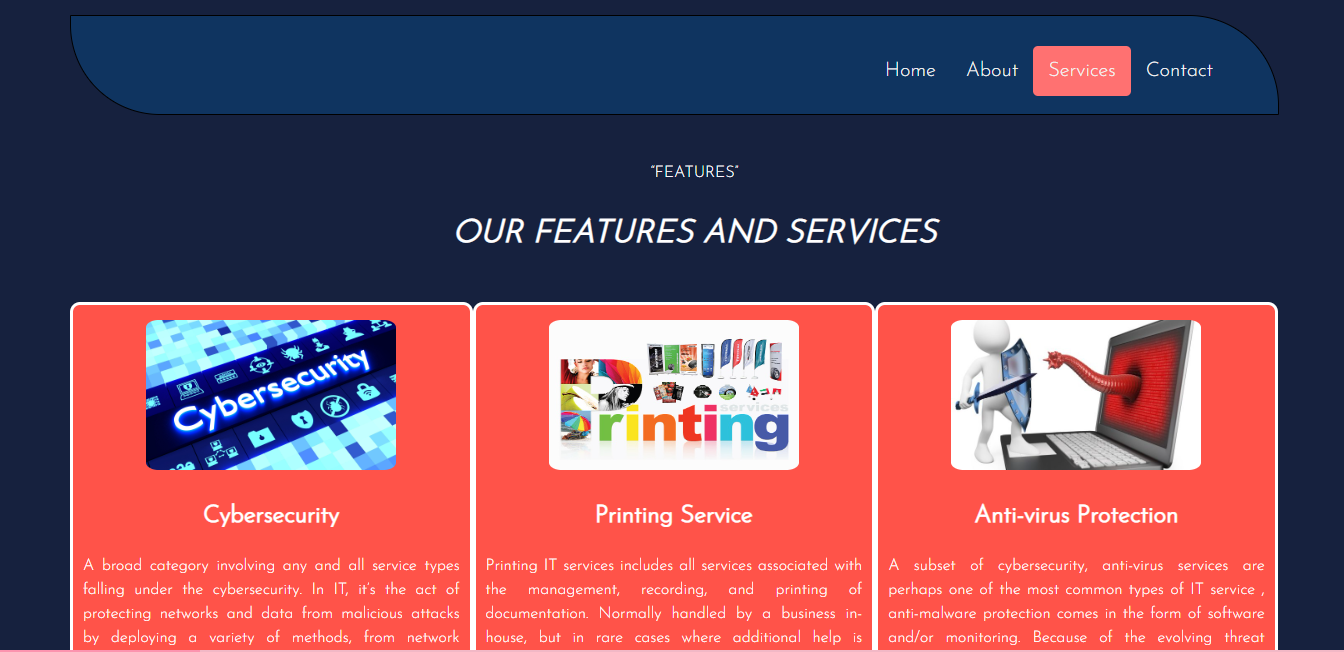 Home About Services Contact
“FEATURES”
OUR FEATURES AND SERVICES
Cybersecurity
Printing
services
Cybersecurity
A broad category involving any and all service types
falling under the cybersecurity. In IT, it’s the act of
protecting networks and data from malicious attacks
by deploying a variety of methods, from network
Printing Service
Printing IT services includes all services associated with
the management, recording, and printing of
documentation. Normally handled by a business in-
house, but in rare cases where additional help is
Anti-virus Protection
A subset of cybersecurity, anti-virus services are
perhaps one of the most common types of IT service ,
anti-malware protection comes in the form of software
and/or monitoring. Because of the evolving threat